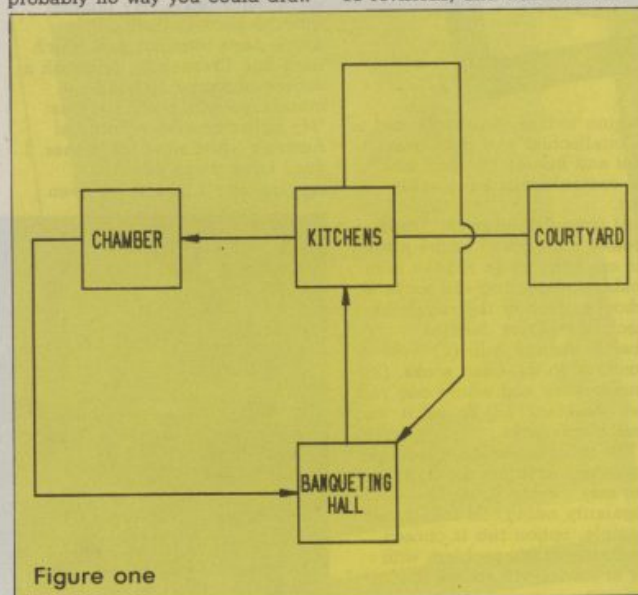 probably no way you could draw
CHAMBER
KITCHENS
COURTYARD
BANQUETING
HALL
Figure one